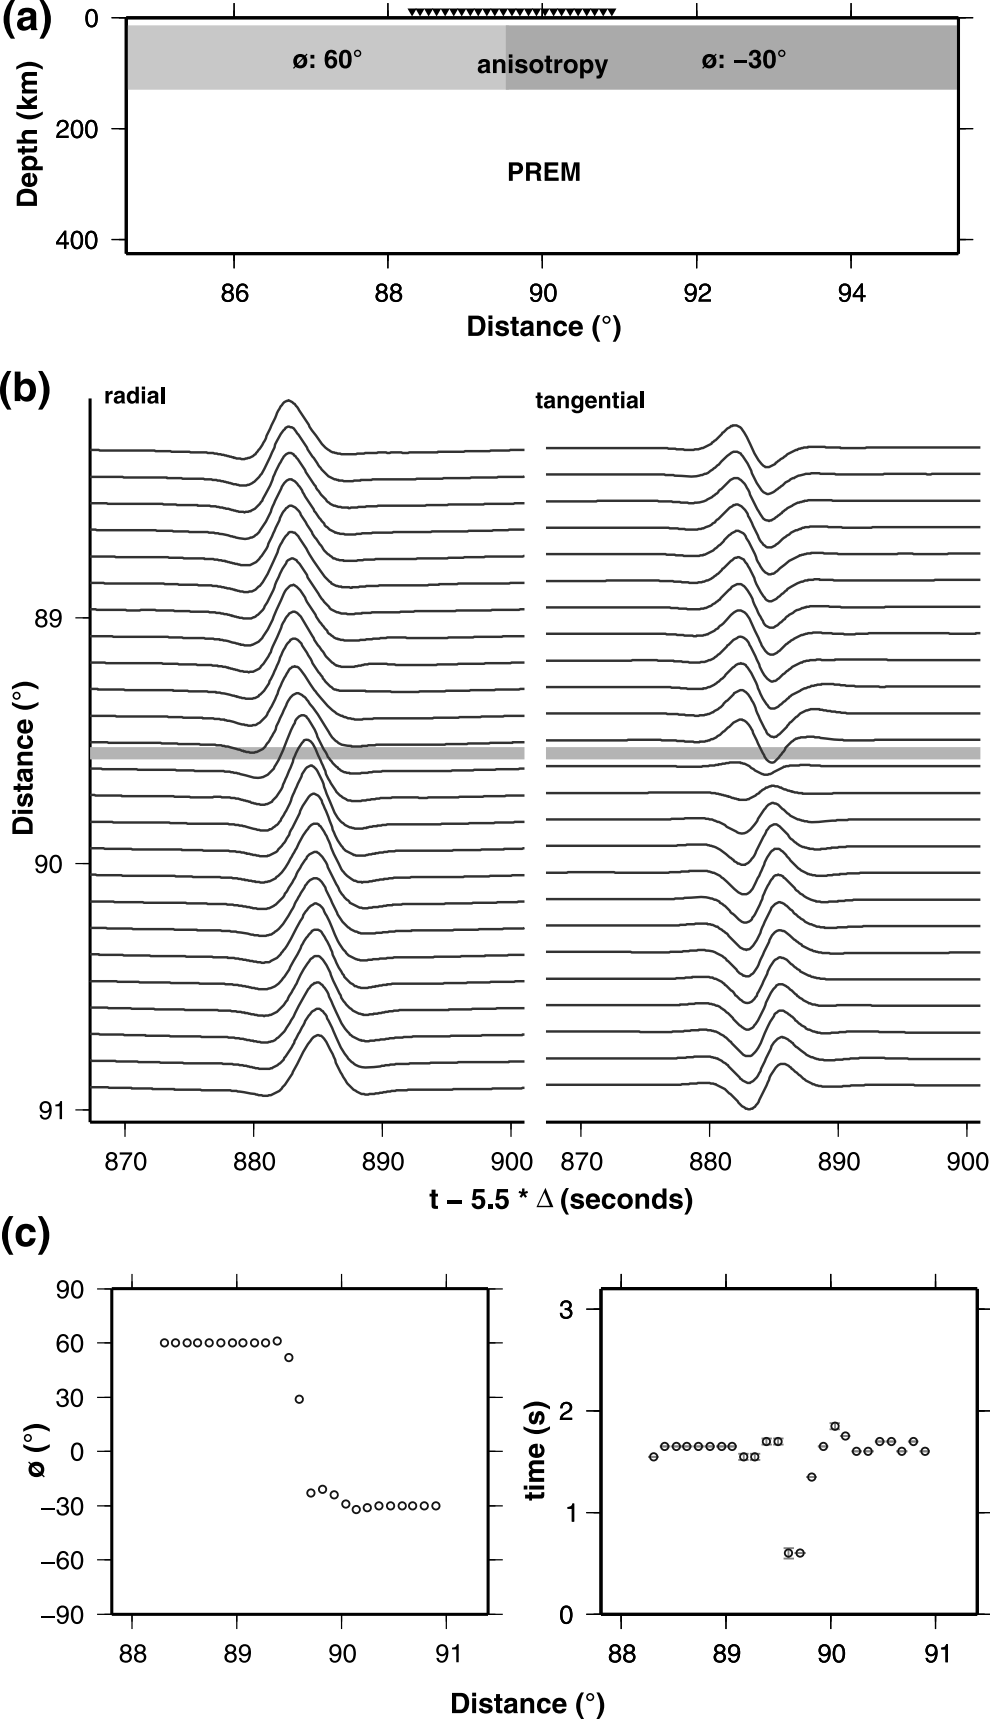 (a)
0
200
400
Depth (km)
ø: 60°
anisotropy
ø: −30°
PREM
86 88 90 92 94
Distance (°)
(b)
radial
tangential
89
90
91
Distance (°)
870 880 890 900 870 880 890 900
t − 5.5 * Δ (seconds)
(c)
90
60
30
0
−30
−60
−90
ø (°)
88 89 90 91
3
2
1
0
time (s)
88 89 90 91
Distance (°)